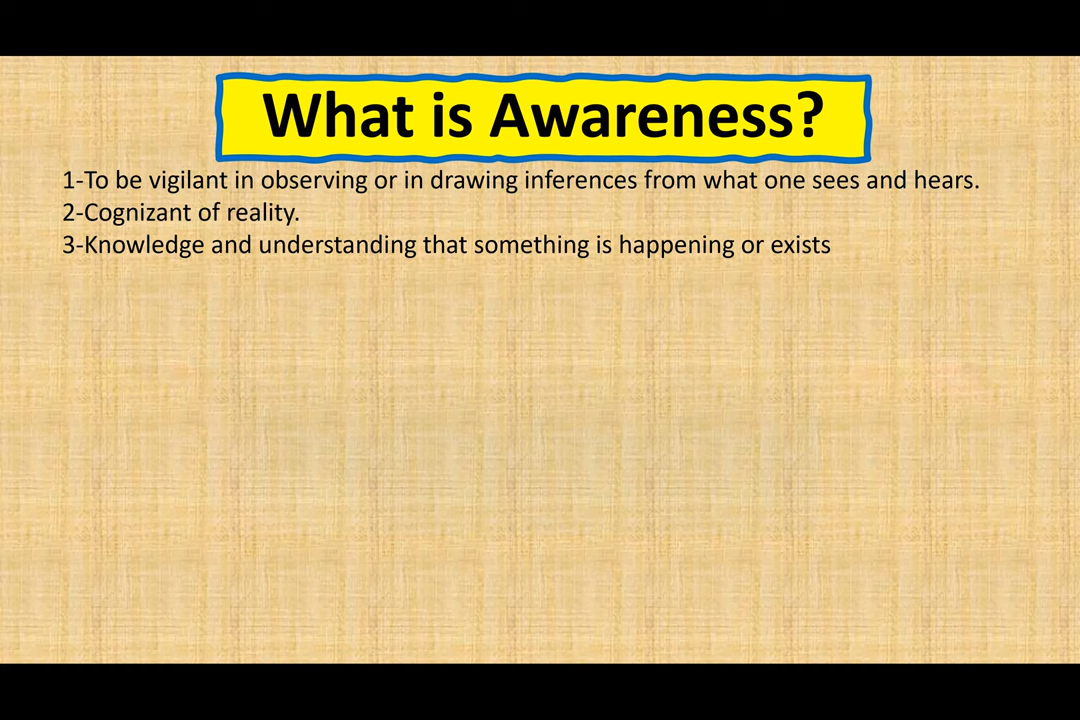 What is Awareness?
1-To be vigilant in observing or in drawing inferences from what one sees and hears.
2-Cognizant of reality.
3-Knowledge and understanding that something is happening or exists